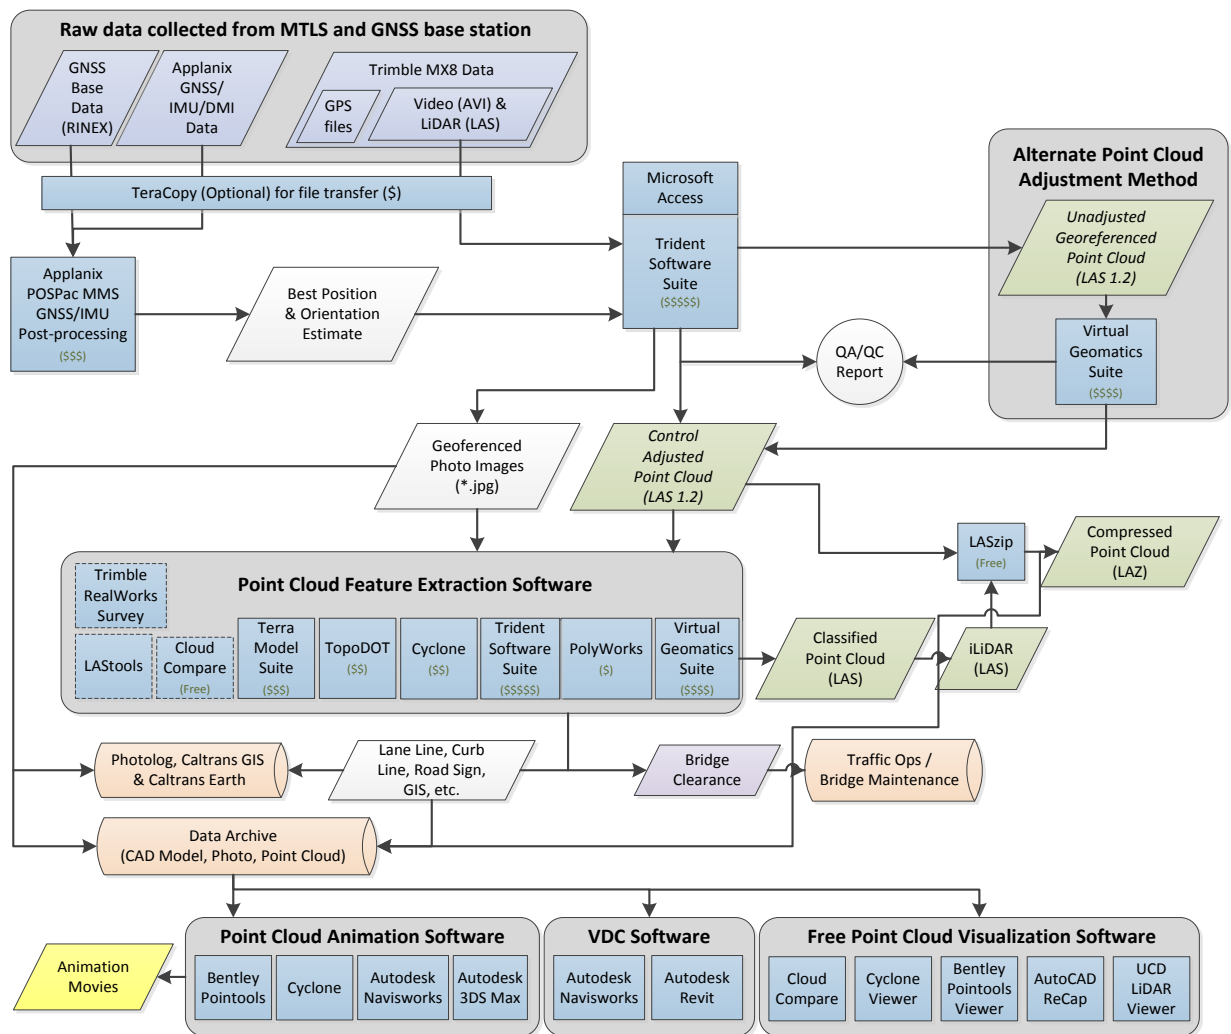 Raw data collected from MTLS and GNSS base station
GNSS
Base
Data
(RINEX)
Applanix
GNSS/
IMU/DMI
Data
Trimble MX8 Data
GPS
files
Video (AVI) &
LiDAR (LAS)
TeraCopy (Optional) for file transfer ($)
Microsoft
Access
Trident
Software
Suite
($$$$$)
Alternate Point Cloud
Adjustment Method
Unadjusted
Georeferenced
Point Cloud
(LAS 1.2)
Virtual
Geomatics
Suite
($$$$)
Applanix
POSPac MMS
GNSS/IMU
Post-processing
($$$)
Best Position
& Orientation
Estimate
QA/QC
Report
Geoferenced
Photo Images
(*.jpg)
Control
Adjusted
Point Cloud
(LAS 1.2)
LASzip
(Free)
Compressed
Point Cloud
(LAZ)
Point Cloud Feature Extraction Software
Trimble
RealWorks
Survey
LAStools
Cloud
Compare
(Free)
Terra
Model
Suite
($$$)
TopoDOT
($$)
Cyclone
($$)
Trident
Software
Suite
($$$$$)
PolyWorks
($)
Virtual
Geomatics
Suite
($$$$)
Classified
Point Cloud
(LAS)
iLiDAR
(LAS)
Photolog, Caltrans GIS
& Caltrans Earth
Lane Line, Curb
Line, Road Sign,
GIS, etc.
Bridge
Clearance
Traffic Ops /
Bridge Maintenance
Data Archive
(CAD Model, Photo, Point Cloud)
Point Cloud Animation Software
Bentley
Pointools
Cyclone
Autodesk
Navisworks
Autodesk
3DS Max
Animation
Movies
VDC Software
Autodesk
Navisworks
Autodesk
Revit
Free Point Cloud Visualization Software
Cloud
Compare
Cyclone
Viewer
Bentley
Pointools
Viewer
AutoCAD
ReCap
UCD
LiDAR
Viewer